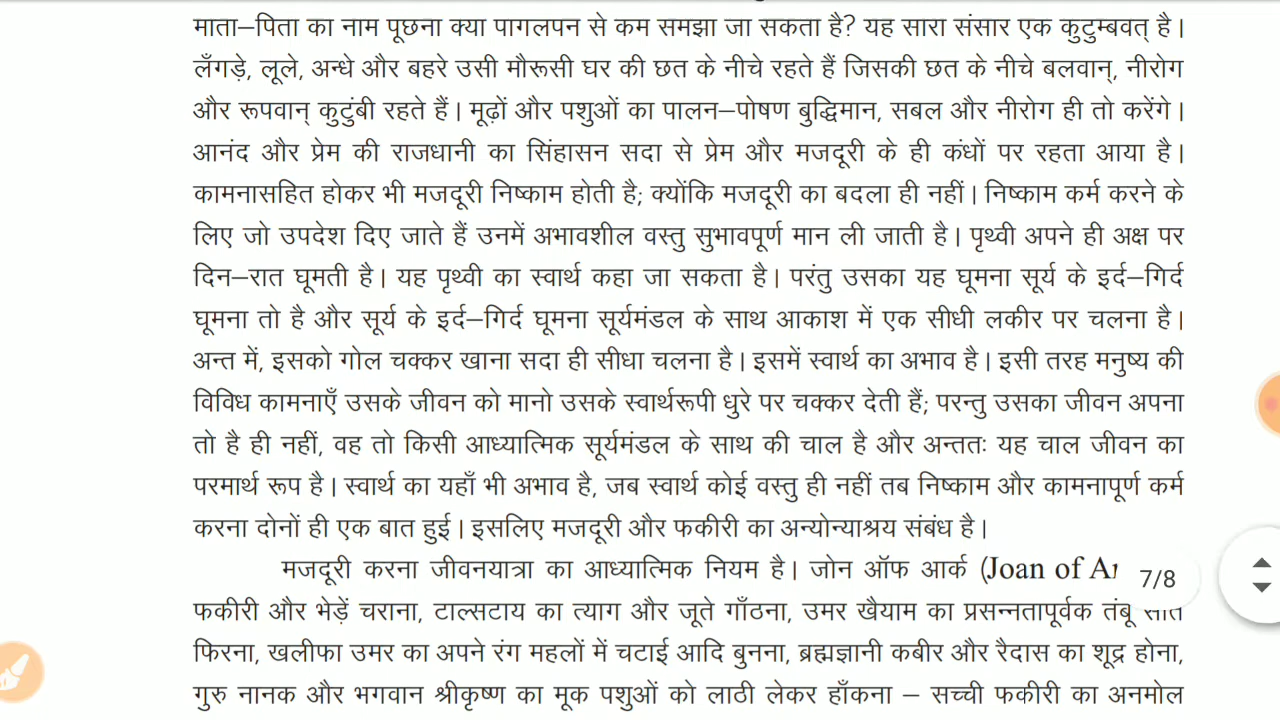 माता–पिता का नाम पूछना क्या पागलपन से कम समझा जा सकता है? यह सारा संसार एक कुटुम्बवत् है।
लँगड़े, लूले, अन्धे और बहरे उसी मौरूसी घर की छत के नीचे रहते हैं जिसकी छत के नीचे बलवान्, नीरोग
और रूपवान् कुटुंबी रहते हैं। मूढ़ों और पशुओं का पालन–पोषण बुद्धिमान, सबल और नीरोग ही तो करेंगे।
आनंद और प्रेम की राजधानी का सिंहासन सदा से प्रेम और मजदूरी के ही कंधों पर रहता आया है।
कामनासहित होकर भी मजदूरी निष्काम होती है; क्योंकि मजदूरी का बदला ही नहीं। निष्काम कर्म करने के
लिए जो उपदेश दिए जाते हैं उनमें अभावशील वस्तु सुभावपूर्ण मान ली जाती है। पृथ्वी अपने ही अक्ष पर
दिन–रात घूमती है। यह पृथ्वी का स्वार्थ कहा जा सकता है। परंतु उसका यह घूमना सूर्य के इर्द–गिर्द
घूमना तो है और सूर्य के इर्द–गिर्द घूमना सूर्यमंडल के साथ आकाश में एक सीधी लकीर पर चलना है।
अन्त में, इसको गोल चक्कर खाना सदा ही सीधा चलना है। इसमें स्वार्थ का अभाव है। इसी तरह मनुष्य की
विविध कामनाएँ उसके जीवन को मानो उसके स्वार्थरूपी धुरे पर चक्कर देती हैं; परन्तु उसका जीवन अपना
तो है ही नहीं, वह तो किसी आध्यात्मिक सूर्यमंडल के साथ की चाल है और अन्ततः यह चाल जीवन का
परमार्थ रूप है। स्वार्थ का यहाँ भी अभाव है, जब स्वार्थ कोई वस्तु ही नहीं तब निष्काम और कामनापूर्ण कर्म
करना दोनों ही एक बात हुई। इसलिए मजदूरी और फकीरी का अन्योन्याश्रय संबंध है।
मजदूरी करना जीवनयात्रा का आध्यात्मिक नियम है। जोन ऑफ आर्क (Joan of
7/8
फकीरी और भेड़ें चराना, टाल्सटाय का त्याग और जूते गाँठना, उमर खैयाम का प्रसन्नतापूर्वक तंबू
फिरना, खलीफा उमर का अपने रंग महलों में चटाई आदि बुनना, ब्रह्मज्ञानी कबीर और रैदास का शूद्र होना,
गुरु नानक और भगवान श्रीकृष्ण का मूक पशुओं को लाठी लेकर हाँकना – सच्ची फकीरी का अनमोल